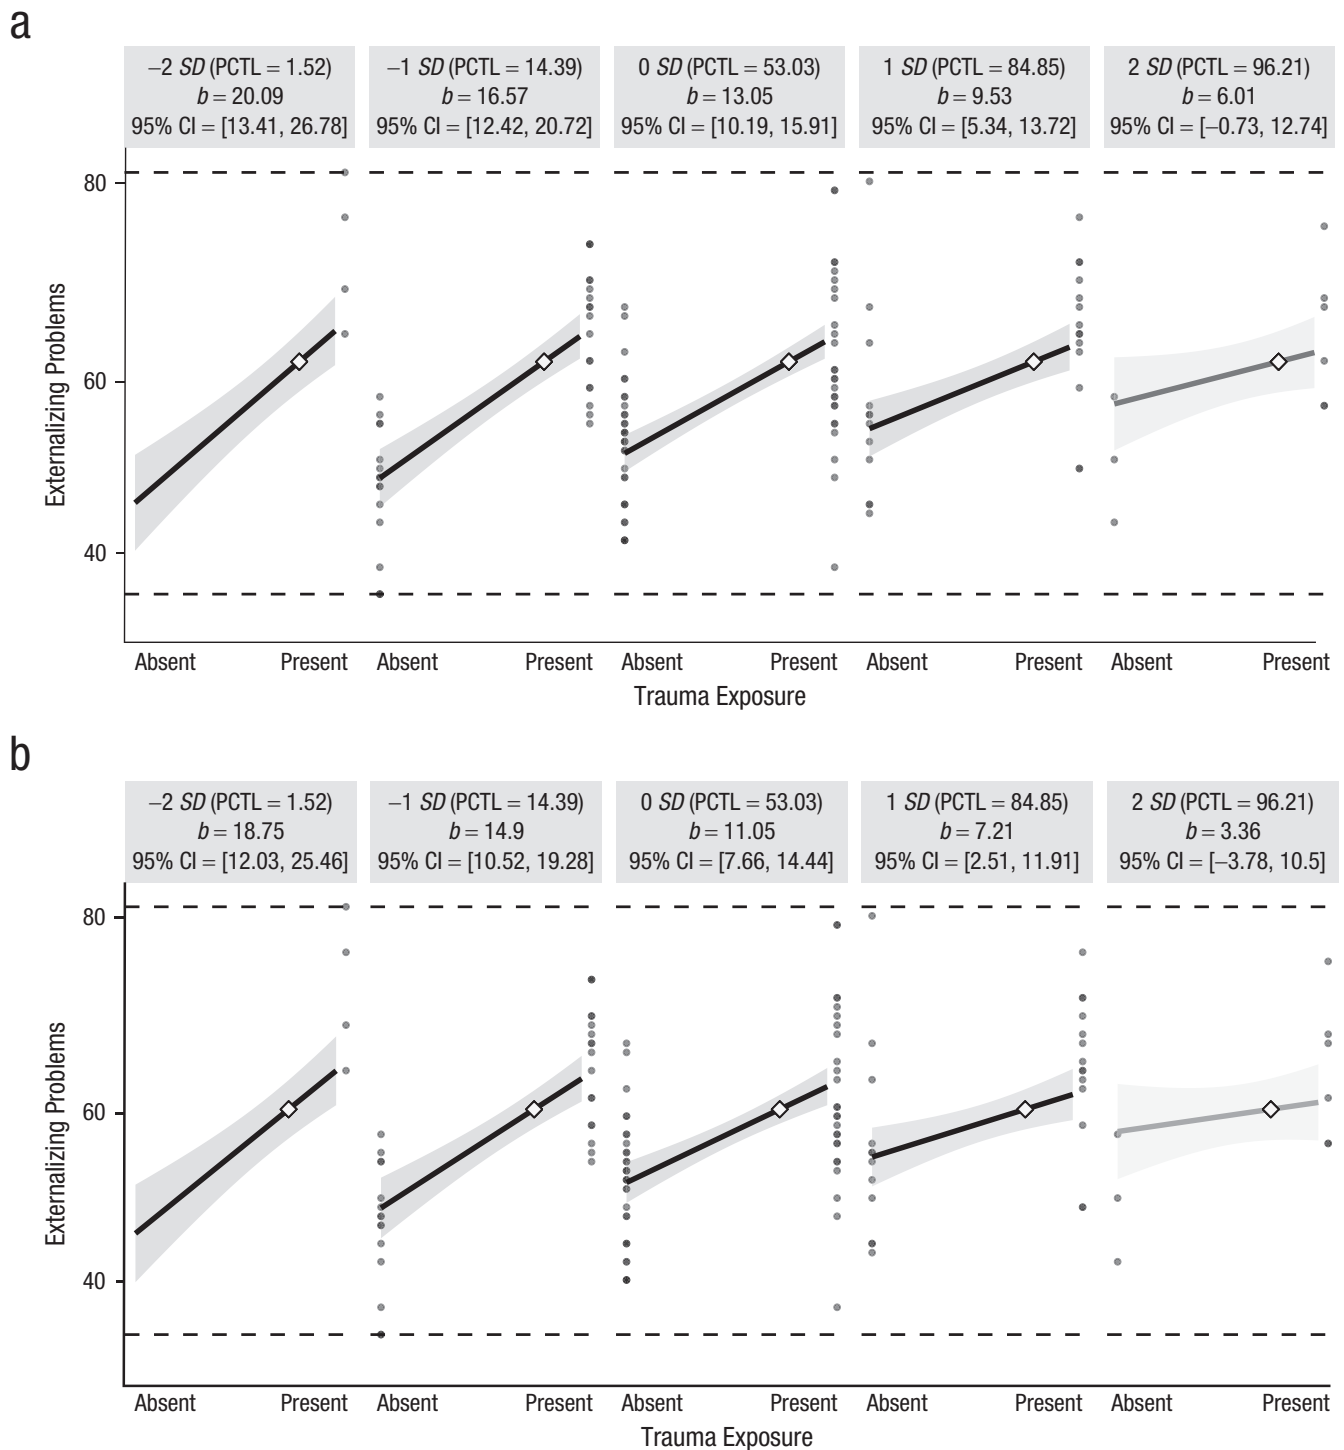 a
−2 SD (PCTL = 1.52)
b = 20.09
95% CI = [13.41, 26.78]
−1 SD (PCTL = 14.39)
b = 16.57
95% CI = [12.42, 20.72]
0 SD (PCTL = 53.03)
b = 13.05
95% CI = [10.19, 15.91]
1 SD (PCTL = 84.85)
b = 9.53
95% CI = [5.34, 13.72]
2 SD (PCTL = 96.21)
b = 6.01
95% CI = [−0.73, 12.74]
Externalizing Problems
80
60
40
Absent Present Absent Present Absent Present Absent Present Absent Present
Trauma Exposure
b
−2 SD (PCTL = 1.52)
b = 18.75
95% CI = [12.03, 25.46]
−1 SD (PCTL = 14.39)
b = 14.9
95% CI = [10.52, 19.28]
0 SD (PCTL = 53.03)
b = 11.05
95% CI = [7.66, 14.44]
1 SD (PCTL = 84.85)
b = 7.21
95% CI = [2.51, 11.91]
2 SD (PCTL = 96.21)
b = 3.36
95% CI = [−3.78, 10.5]
Externalizing Problems
80
60
40
Absent Present Absent Present Absent Present Absent Present Absent Present
Trauma Exposure